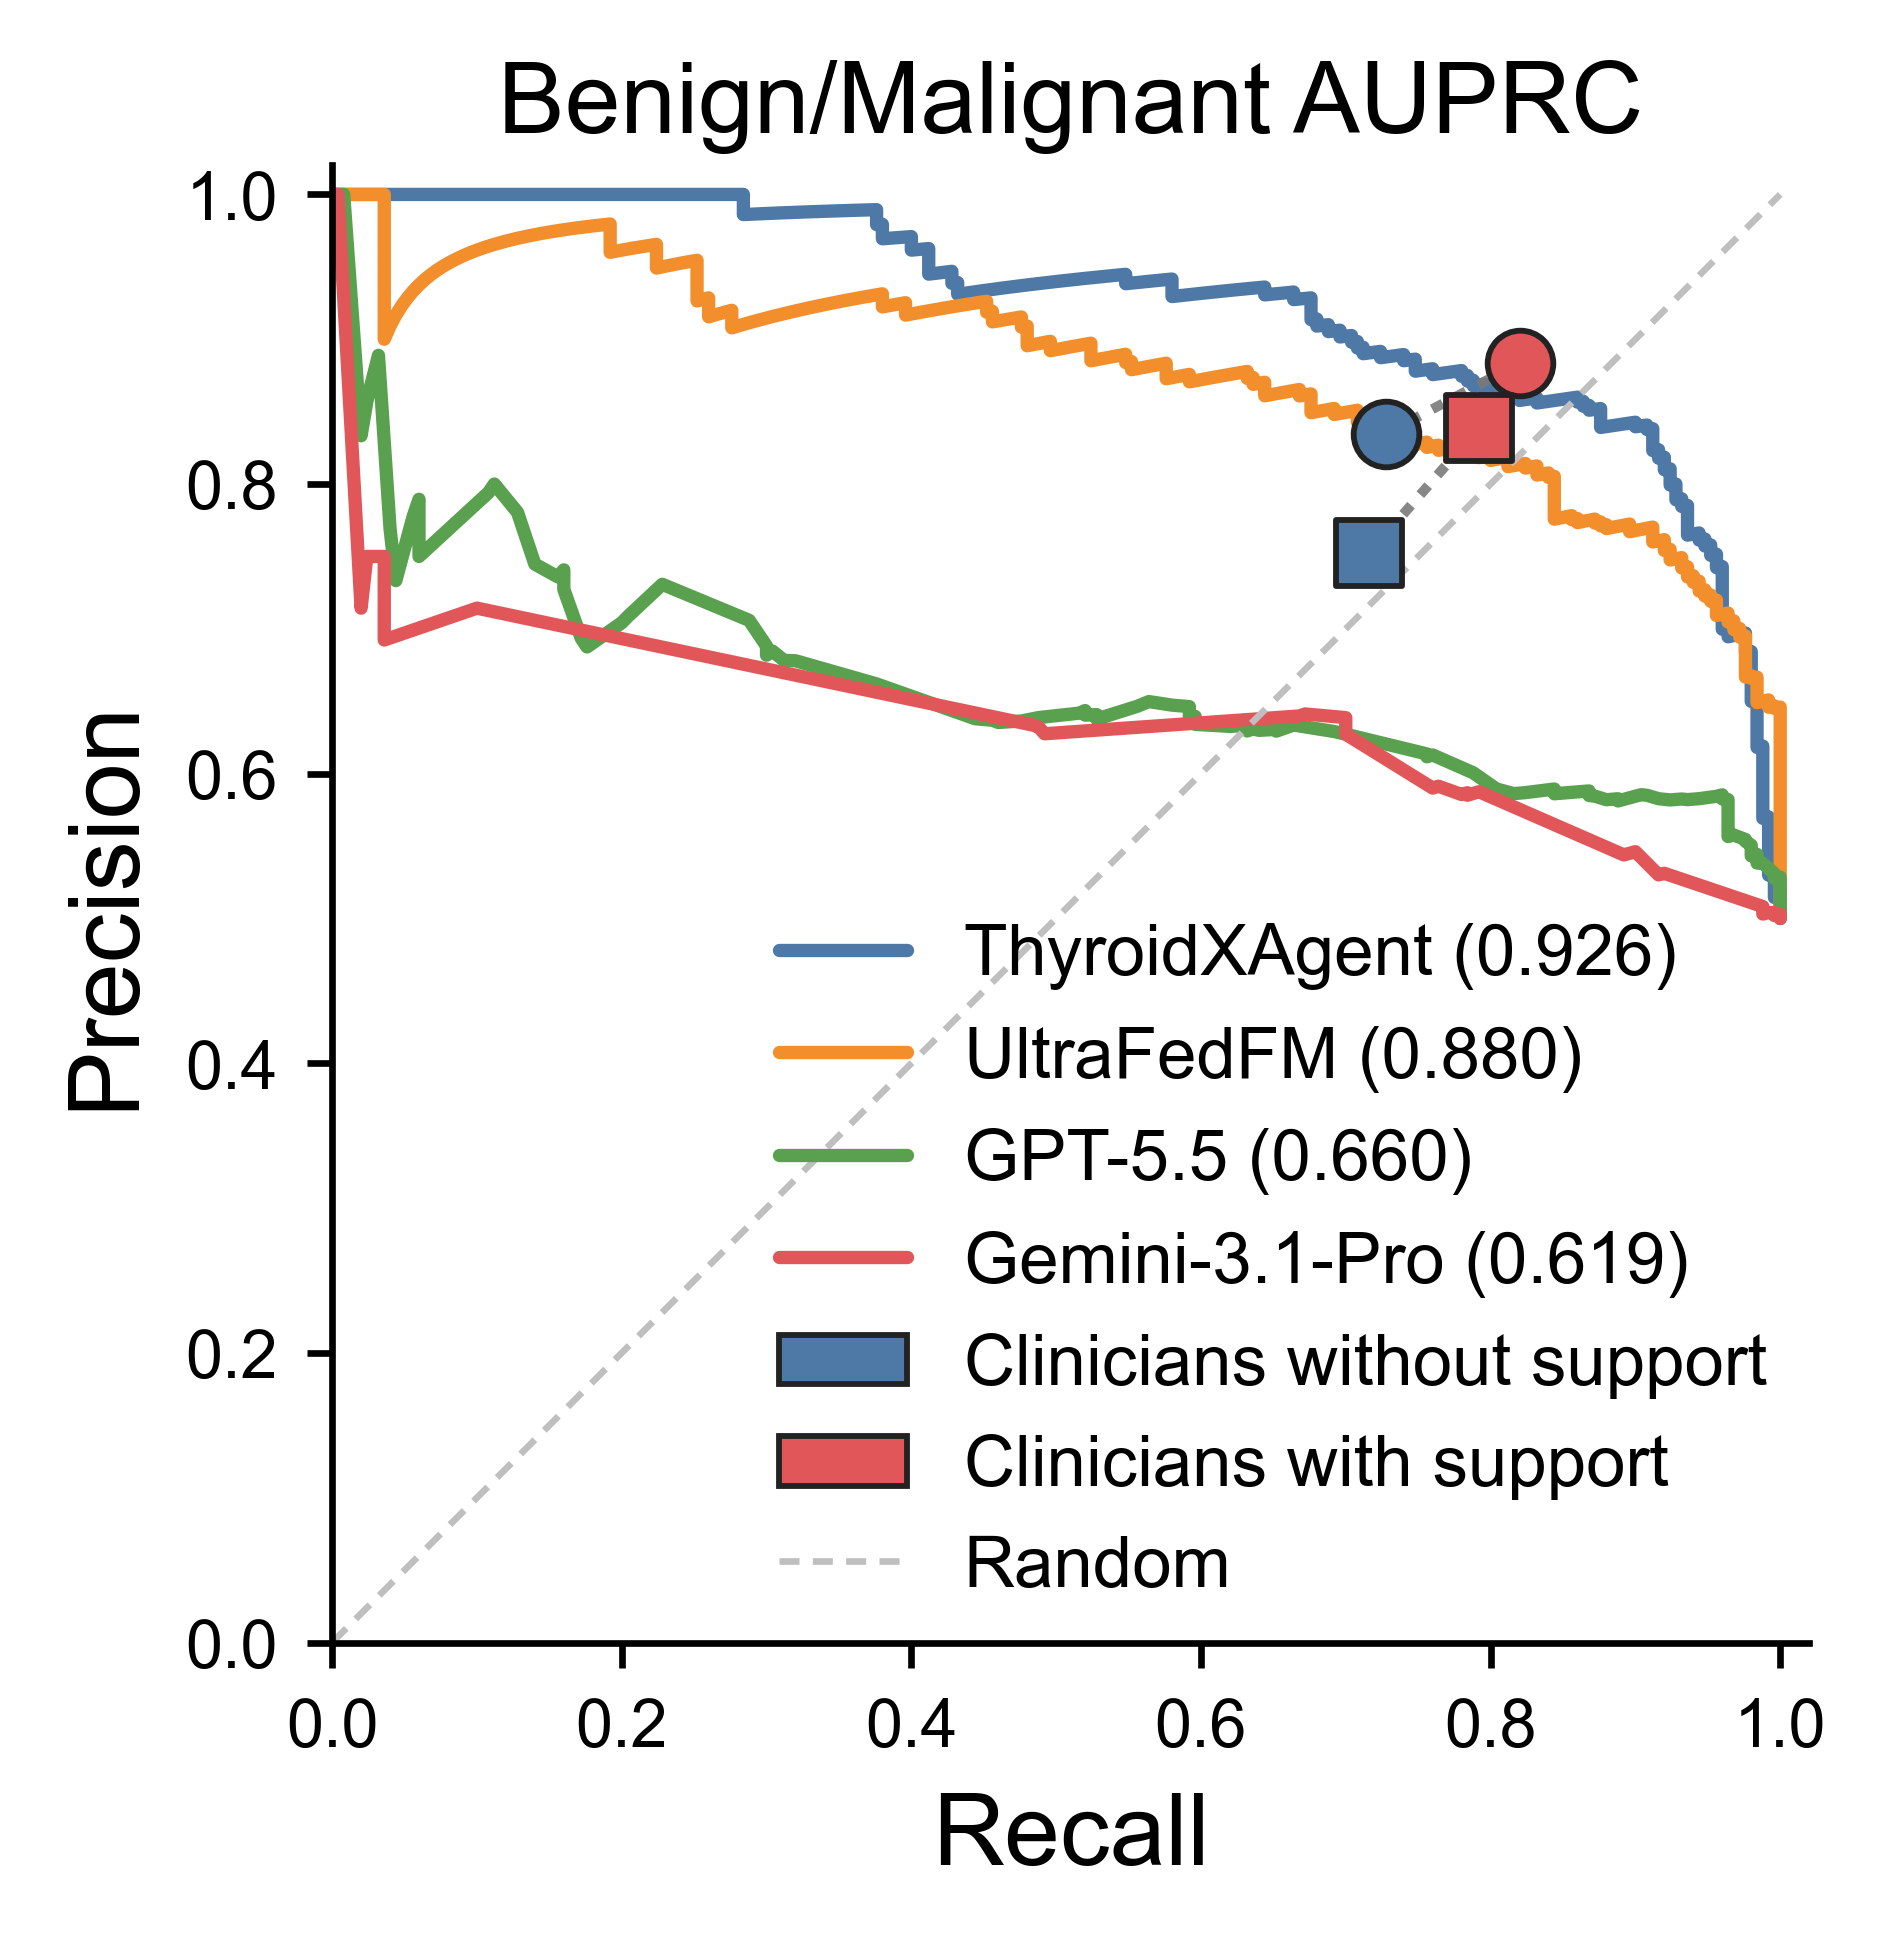 Benign/Malignant AUPRC
1.0
0.8
0.6
0.4
0.2
0.0
Precision
ThyroidXAgent (0.926)
UltraFedFM (0.880)
GPT-5.5 (0.660)
Gemini-3.1-Pro (0.619)
Clinicians without support
Clinicians with support
Random
0.0 0.2 0.4 0.6 0.8 1.0
Recall